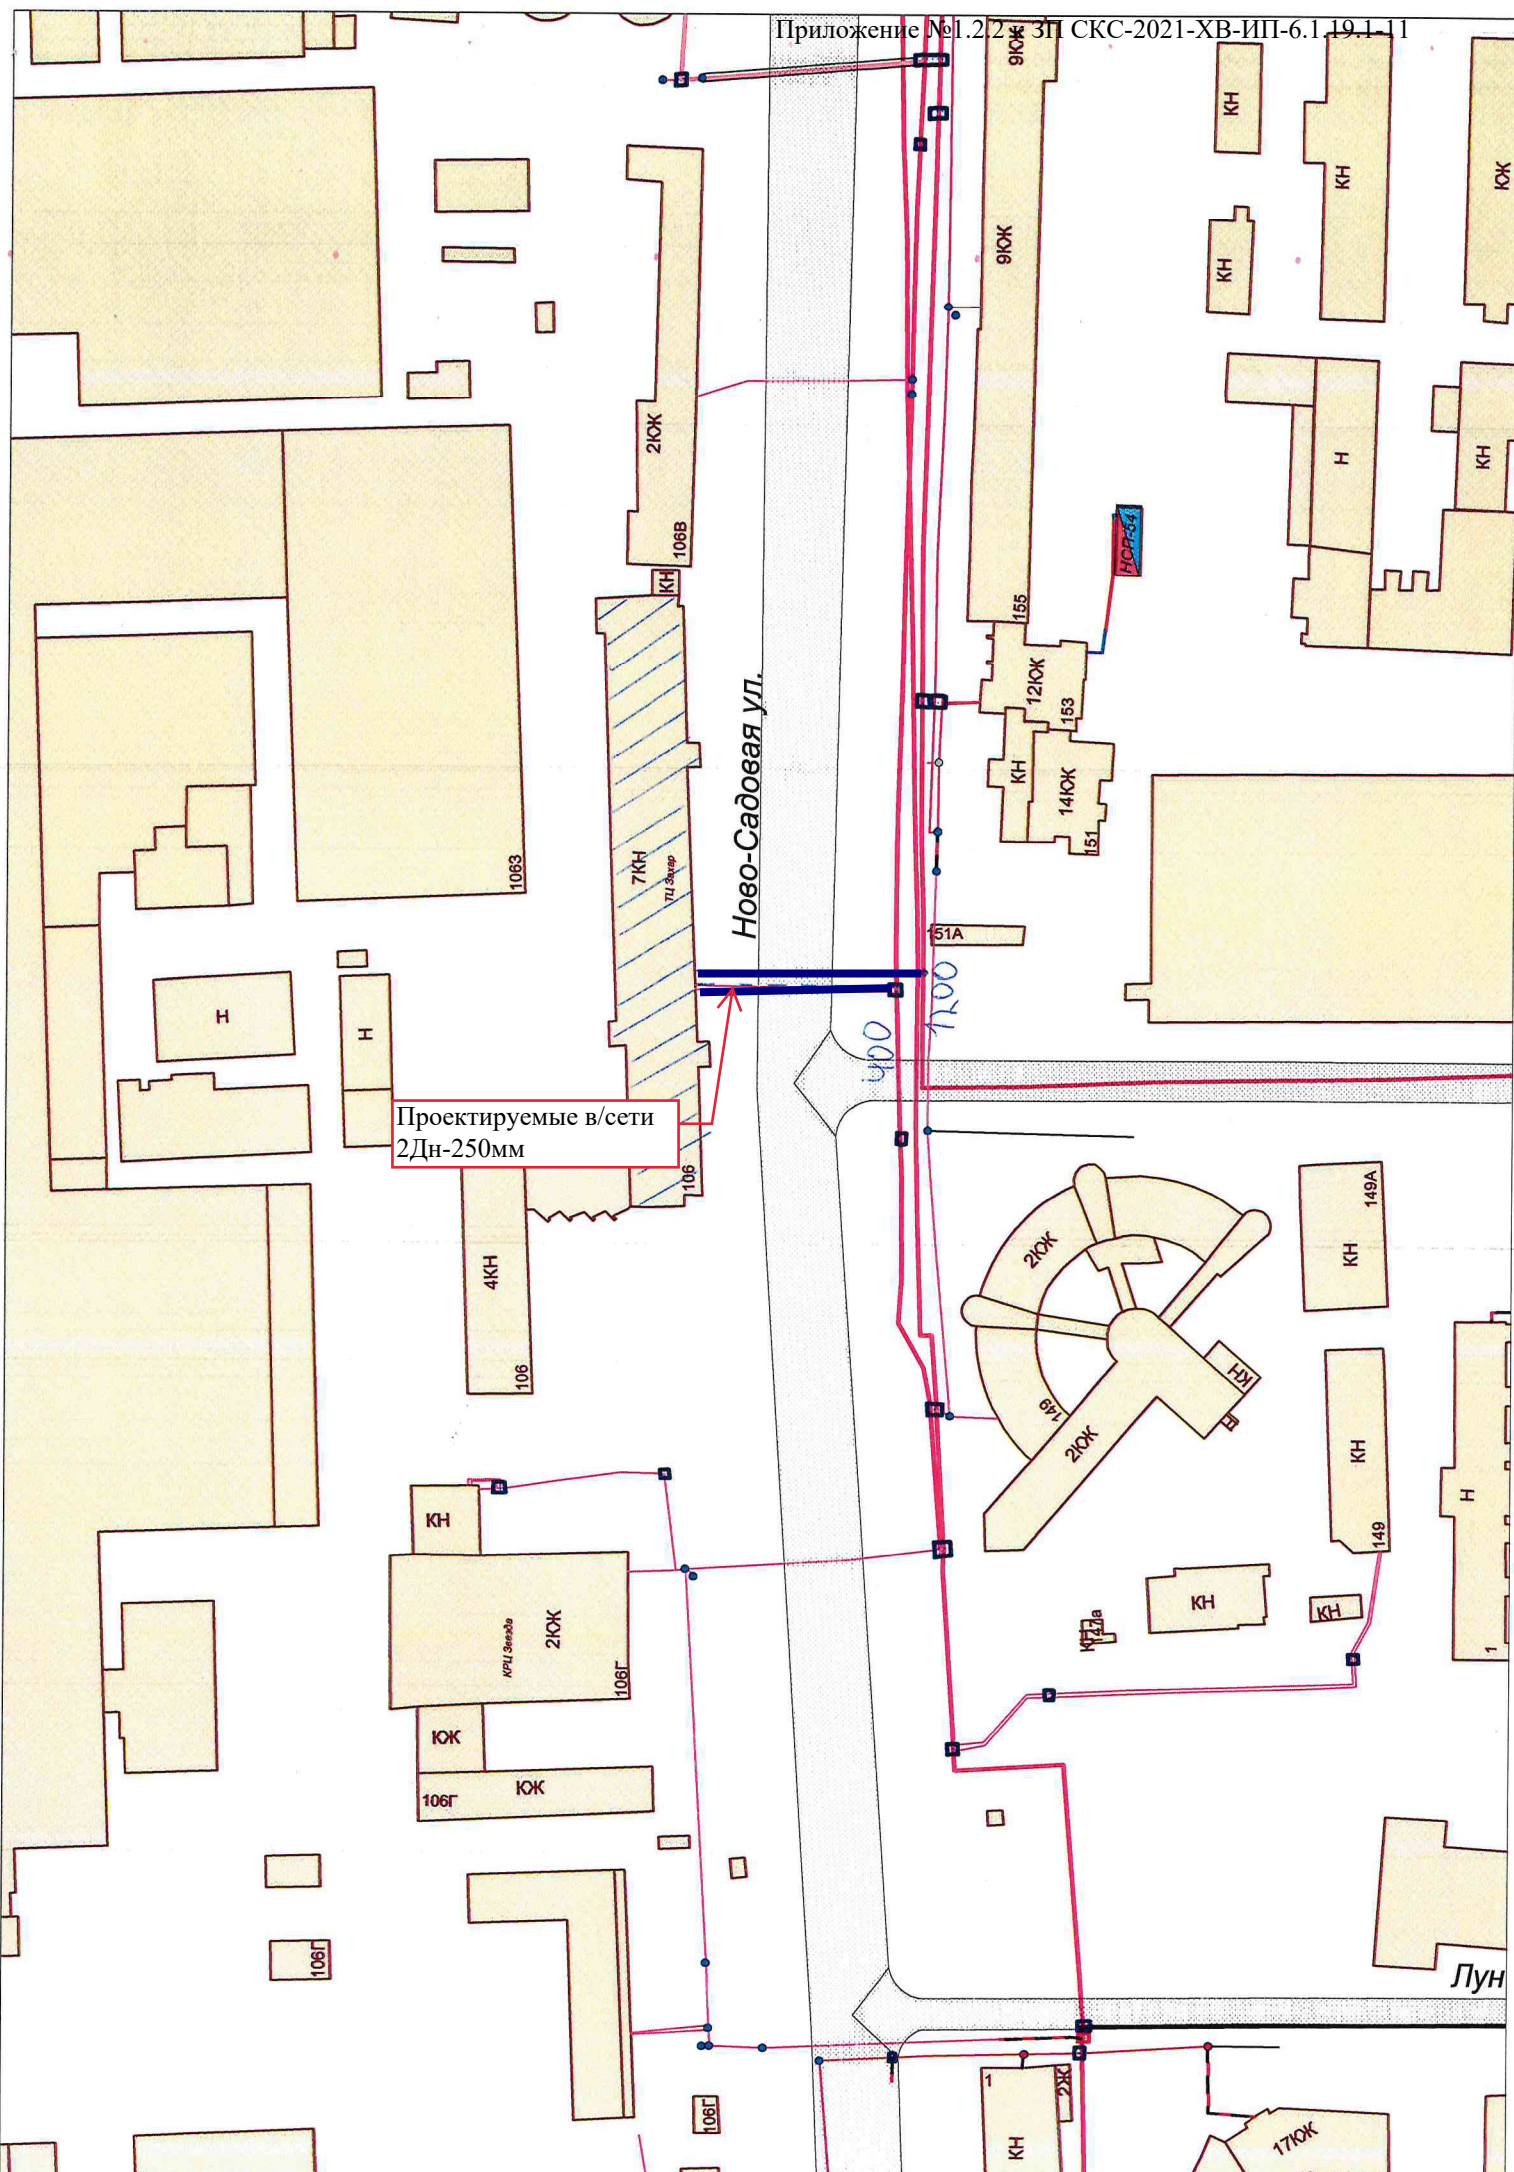 Приложение №1.2.2 к ЗП СКС-2021-ХВ-ИП-6.1.19.1-11
9КЖ
КН
КН
КЖ
9КЖ
КН
2КЖ
106В
КН
Н
КН
НСП-54
155
12КЖ
153
КН
14КЖ
151
Ново-Садовая ул.
7КН
ТЦ Захар
1063
151А
1200
400
Н
Н
Проектируемые в/сети
2Дн-250мм
106
4КН
106
2КЖ
149А
КН
КН
149
2КЖ
КН
149
Н
1
КН
КРЦ Звезда
2КЖ
106Г
КН
КН
КЖ
КЖ
106Г
106Г
Лун
106Г
1
2Ж
КН
17КЖ